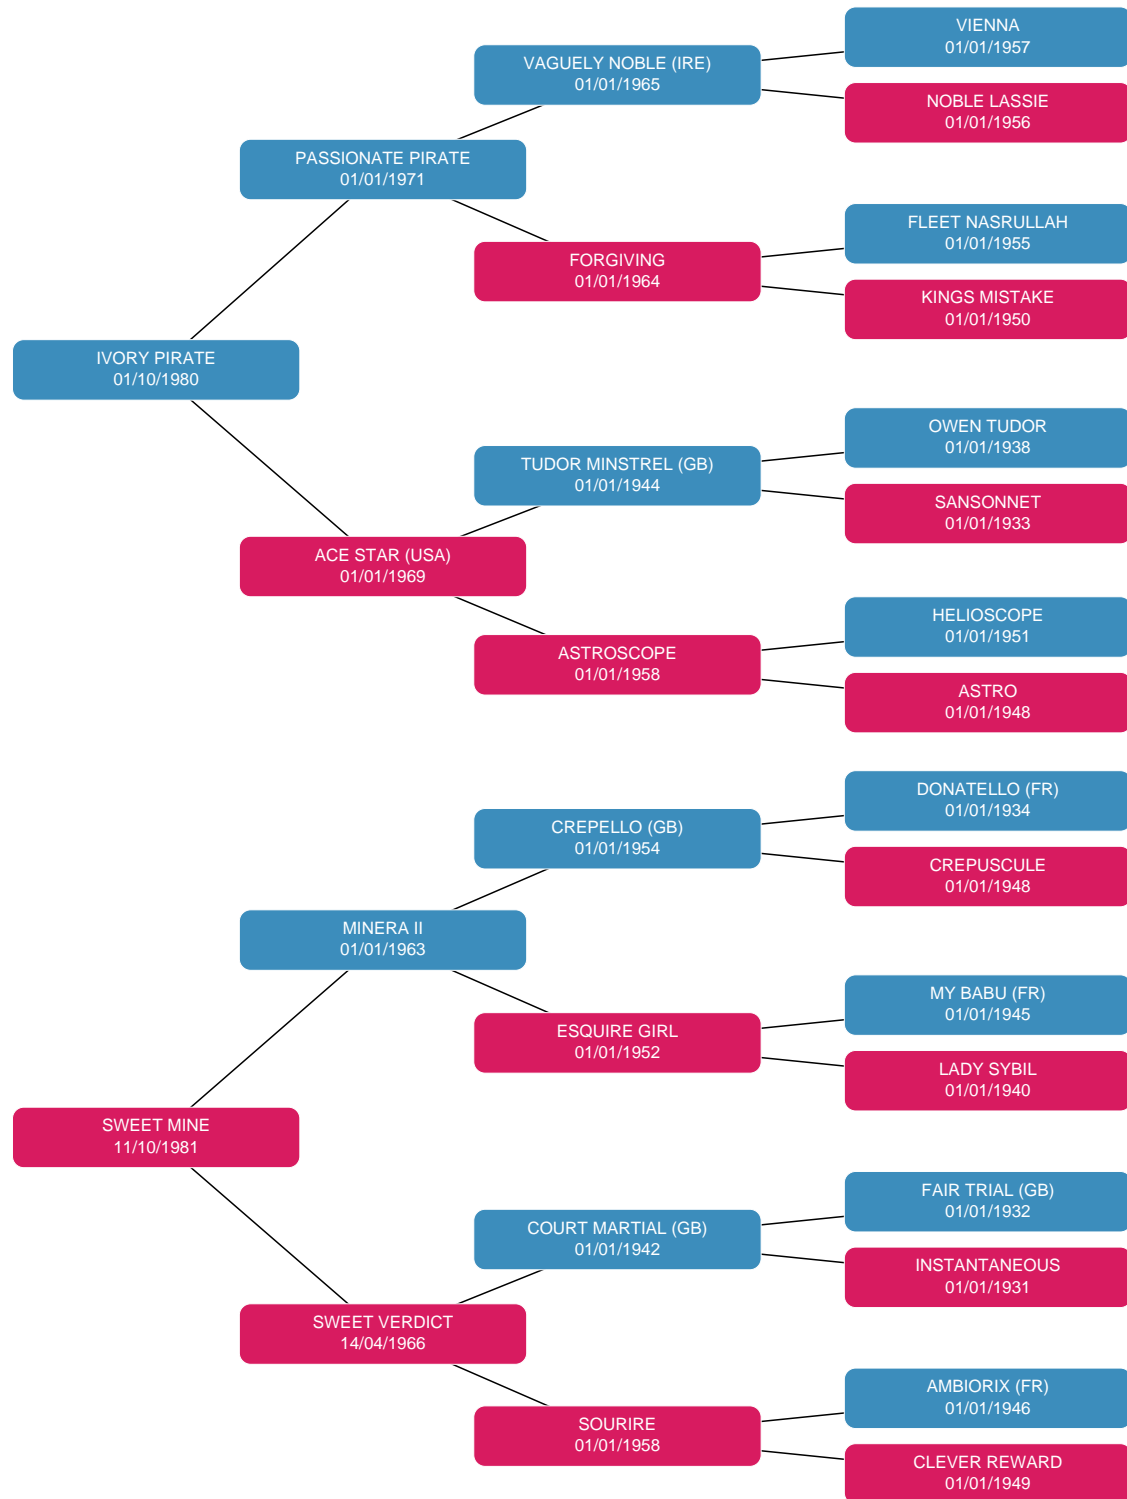 VIENNA
01/01/1957
VAGUELY NOBLE (IRE)
01/01/1965
NOBLE LASSIE
01/01/1956
PASSIONATE PIRATE
01/01/1971
FLEET NASRULLAH
01/01/1955
FORGIVING
01/01/1964
KINGS MISTAKE
01/01/1950
IVORY PIRATE
01/10/1980
OWEN TUDOR
01/01/1938
TUDOR MINSTREL (GB)
01/01/1944
SANSONNET
01/01/1933
ACE STAR (USA)
01/01/1969
HELIOSCOPE
01/01/1951
ASTROSCOPE
01/01/1958
ASTRO
01/01/1948
DONATELLO (FR)
01/01/1934
CREPELLO (GB)
01/01/1954
CREPUSCULE
01/01/1948
MINERA II
01/01/1963
MY BABU (FR)
01/01/1945
ESQUIRE GIRL
01/01/1952
LADY SYBIL
01/01/1940
SWEET MINE
11/10/1981
FAIR TRIAL (GB)
01/01/1932
COURT MARTIAL (GB)
01/01/1942
INSTANTANEOUS
01/01/1931
SWEET VERDICT
14/04/1966
AMBIORIX (FR)
01/01/1946
SOURIRE
01/01/1958
CLEVER REWARD
01/01/1949